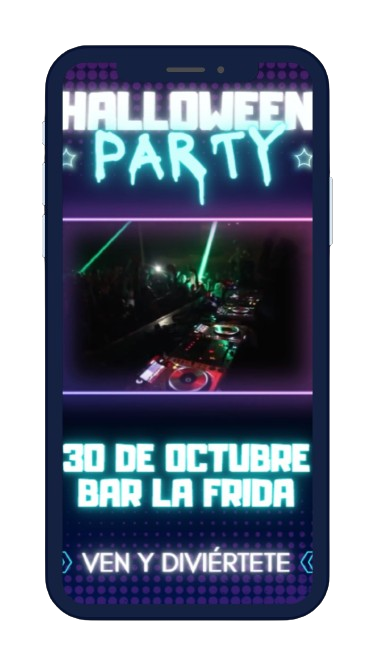 HALLOWEEN
PARTY
30 DE OCTUBRE
BAR LA FRIDA
VEN Y DIVIÉRTETE